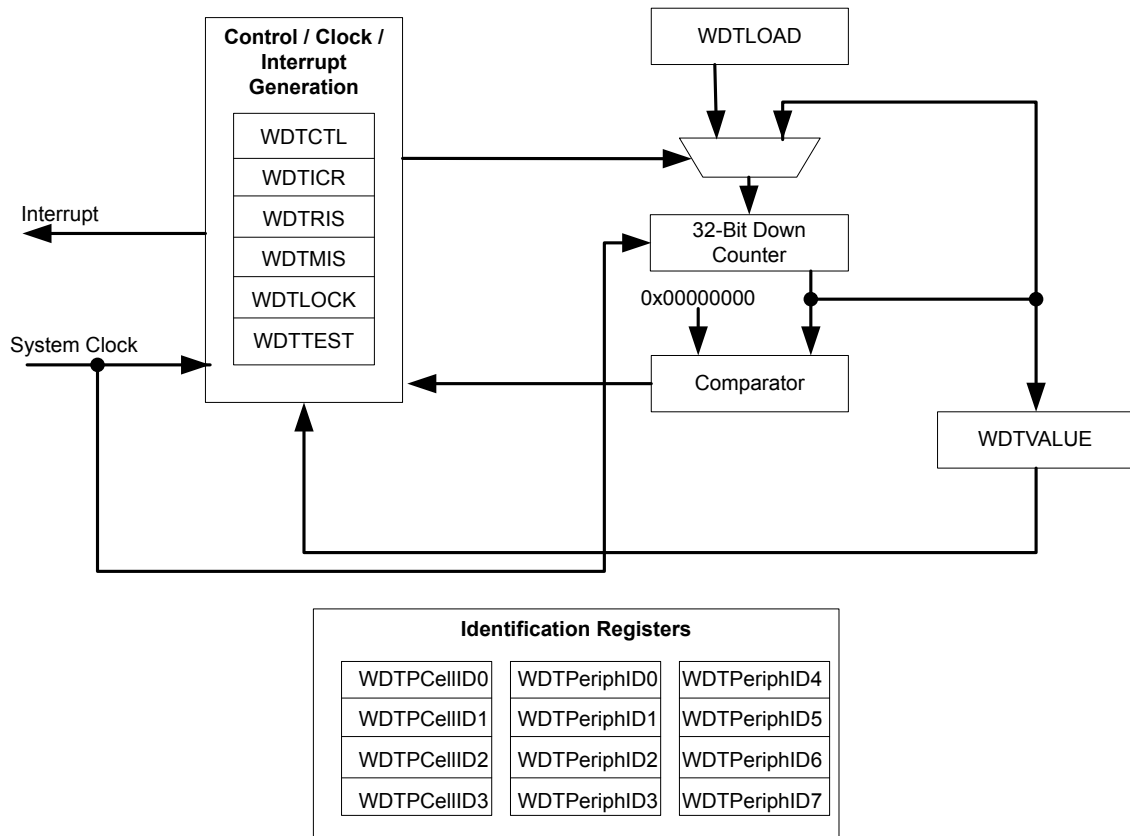 Control / Clock /
Interrupt
Generation
WDTCTL
WDTICR
WDTRIS
WDTMIS
WDTLOCK
WDTTEST
Interrupt
System Clock
WDTLOAD
32-Bit Down
Counter
0x00000000
Comparator
WDTVALUE
Identification Registers
WDTPCellID0
WDTPeriphID0
WDTPeriphID4
WDTPCellID1
WDTPeriphID1
WDTPeriphID5
WDTPCellID2
WDTPeriphID2
WDTPeriphID6
WDTPCellID3
WDTPeriphID3
WDTPeriphID7